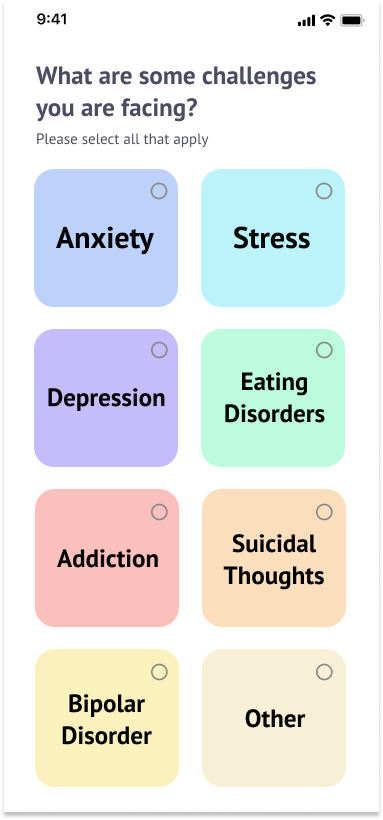 9:41
What are some challenges
you are facing?
Please select all that apply
Anxiety
Stress
Depression
Eating
Disorders
Addiction
Suicidal
Thoughts
Bipolar
Disorder
Other